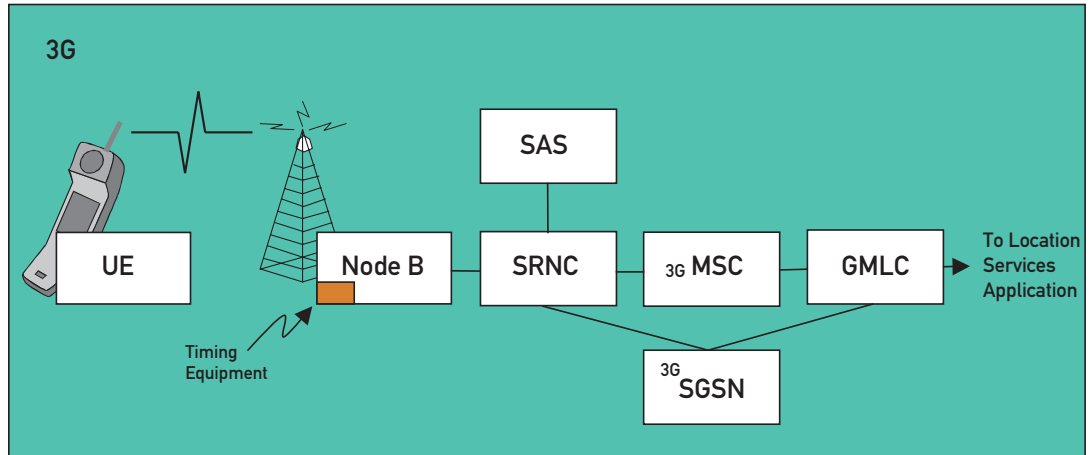 3G
SAS
UE
Node B
SRNC
3G MSC
GMLC
To Location
Services
Application
Timing
Equipment
3G
SGSN